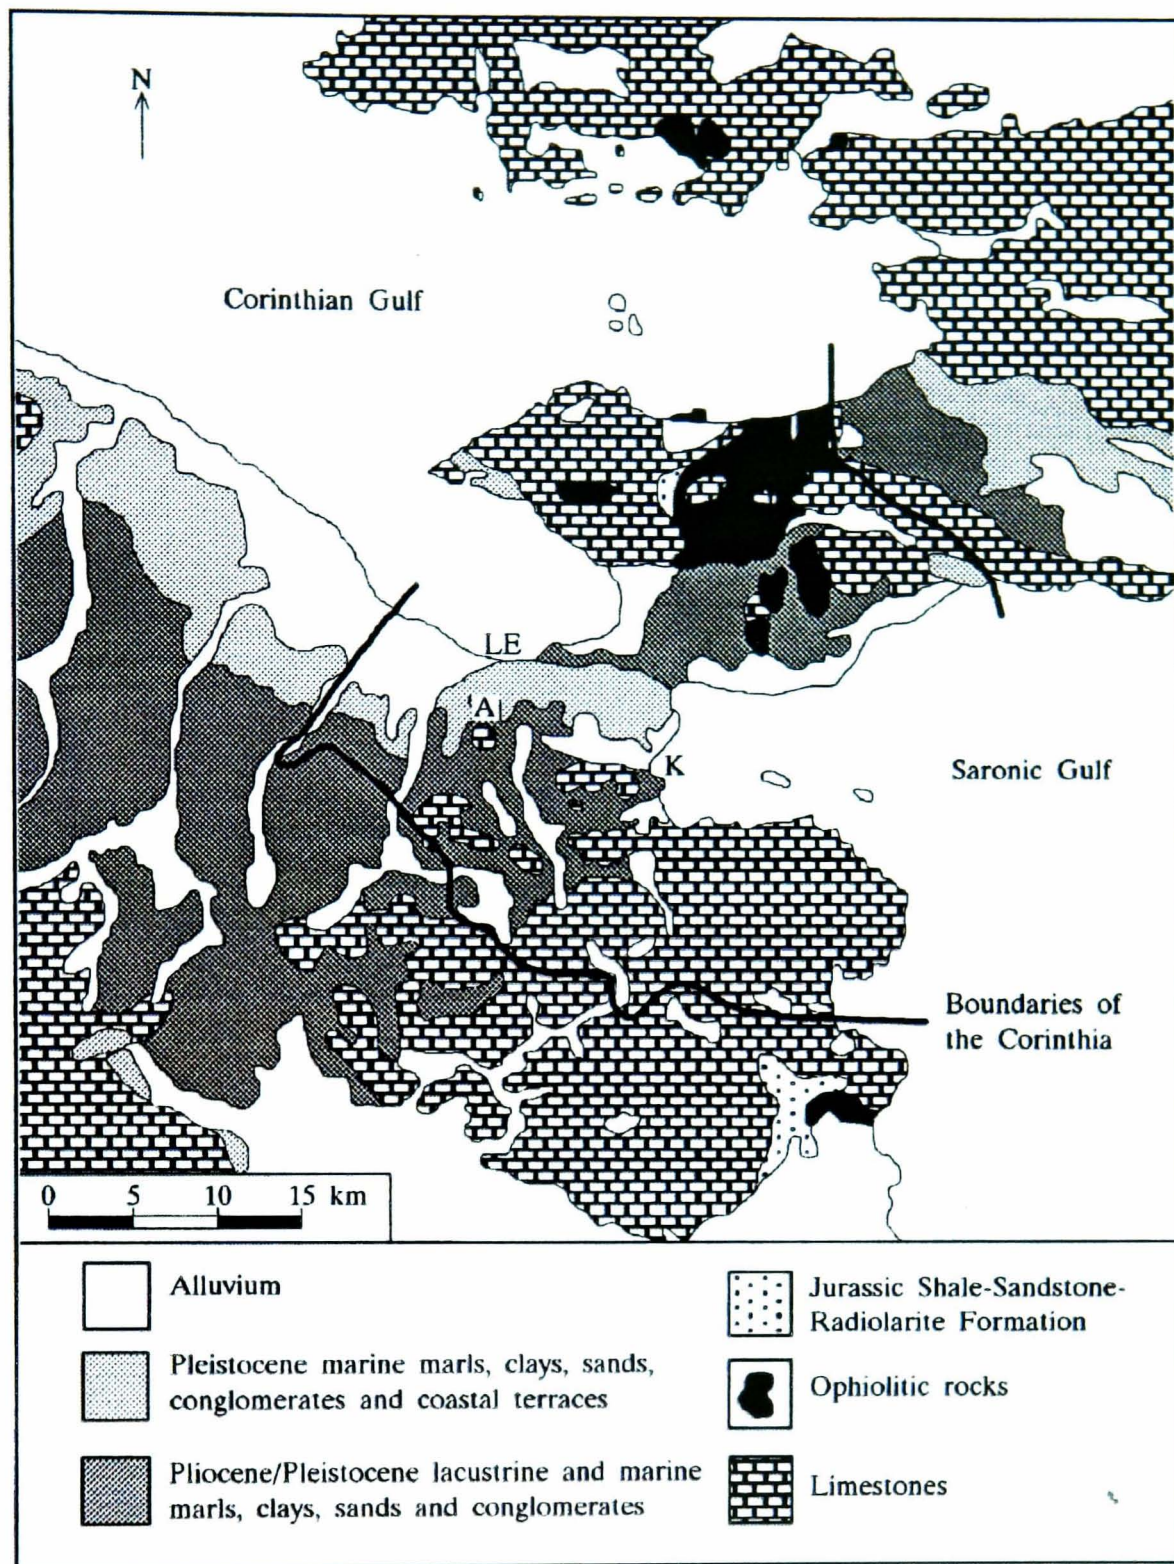 N
Corinthian Gulf
LE
'A
K
Saronic Gulf
Boundaries of
the Corinthia
0 5 10 15 km
Alluvium
Pleistocene marine marls, clays, sands,
conglomerates and coastal terraces
Pliocene/Pleistocene lacustrine and marine
marls, clays, sands and conglomerates
Jurassic Shale-Sandstone-
Radiolarite Formation
Ophiolitic rocks
Limestones